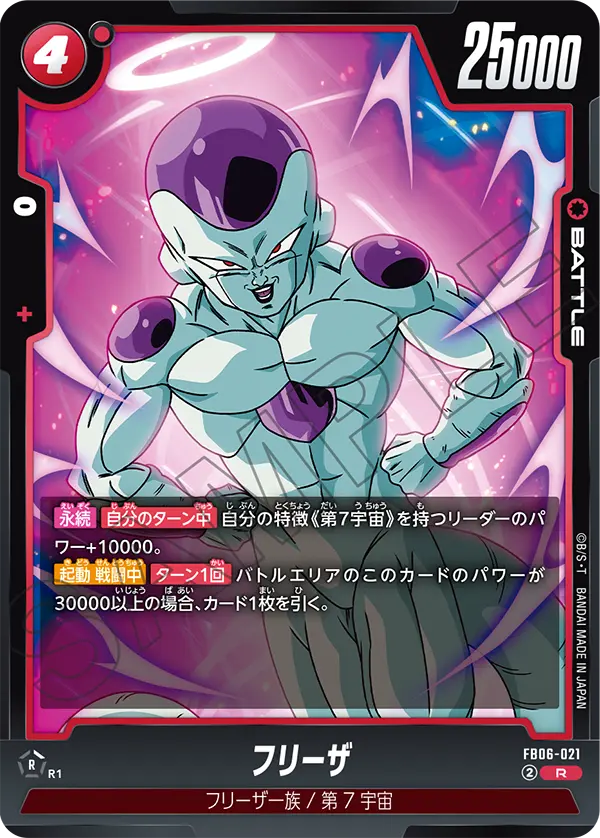 4
25000
0
+
BATTLE
SAMPLE
永続 自分のターン中 自分の特徴《第7宇宙》を持つリーダーのパ
ワー+10000。
起動 戦闘中 ターン1回 バトルエリアのこのカードのパワーが
30000以上の場合、カード1枚を引く。
©B/S・T BANDAI MADE IN JAPAN
R R1
フリーザ
FB06-021
② R
フリーザ一族 / 第7宇宙